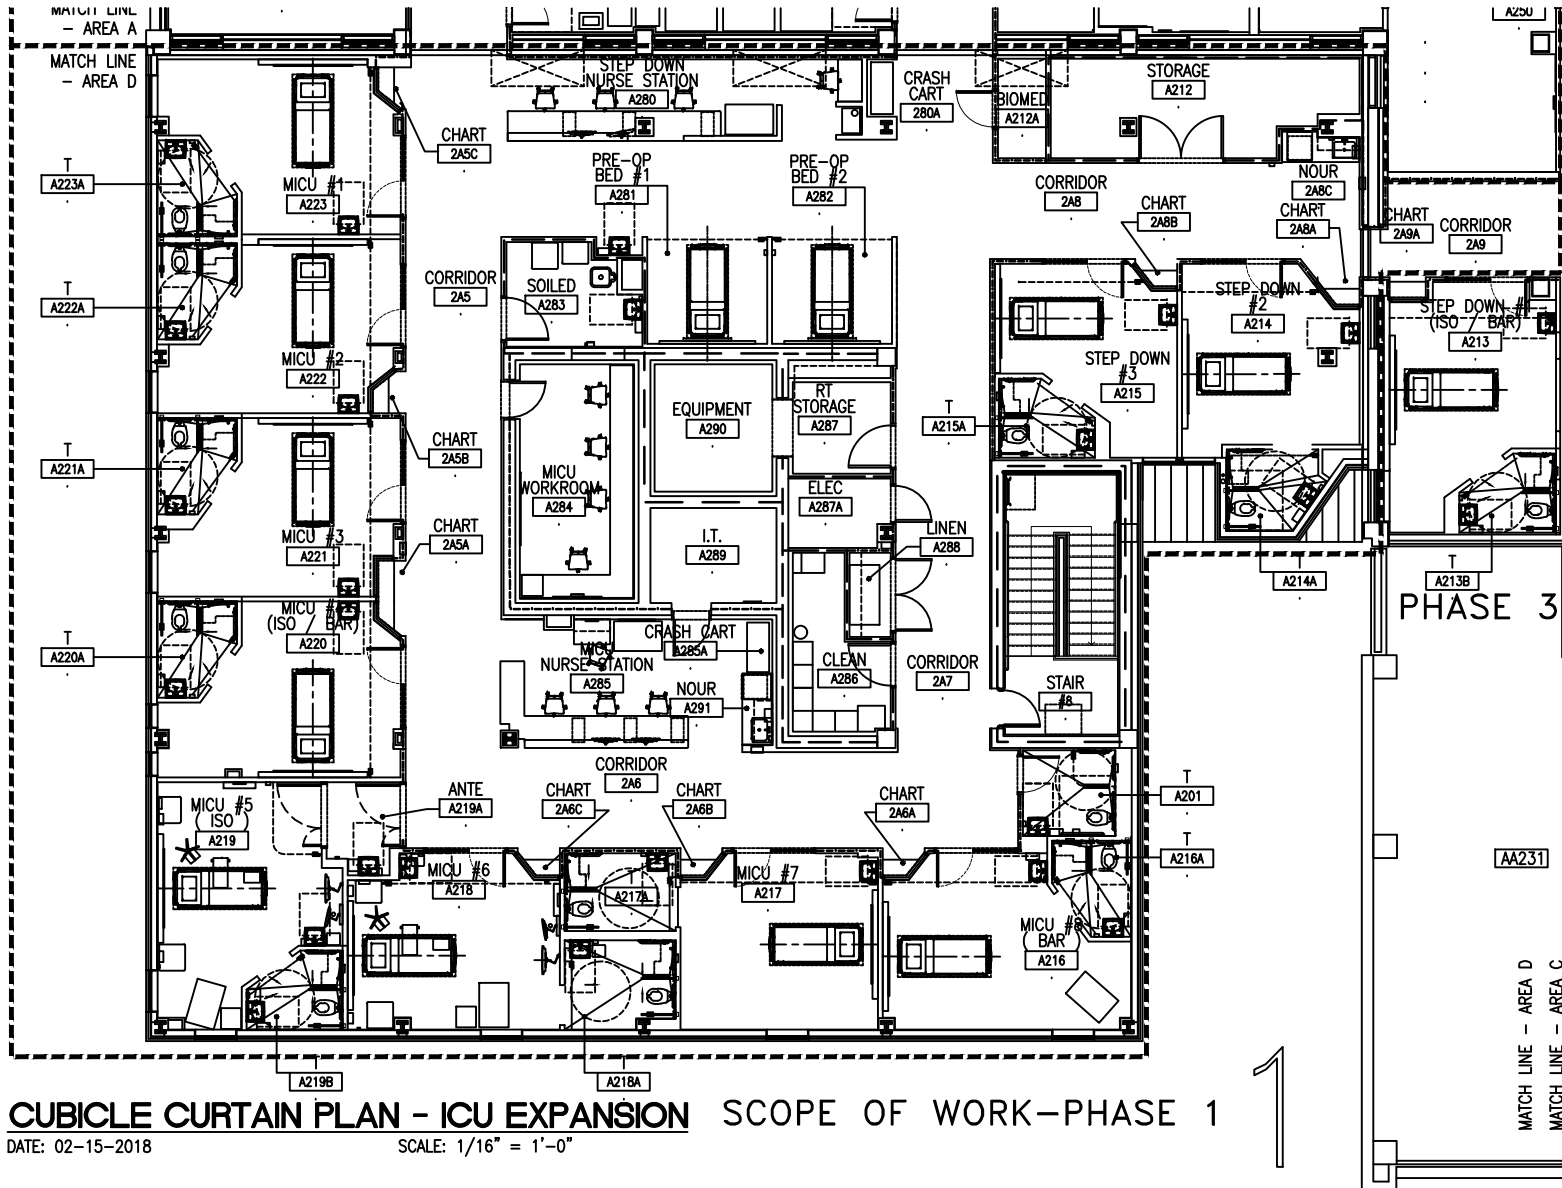 MATCH LINE
- AREA A
MATCH LINE
- AREA D
A250
STEP DOWN
NURSE STATION
A280
CRASH
CART
280A
BIOMED
A212A
STORAGE
A212
CHART
2A5C
T
A223A
MICU #1
A223
PRE-OP
BED #1
A281
PRE-OP
BED #2
A282
CORRIDOR
2A8
NOUR
2A8C
CHART
2A8B
CHART
2A8A
CHART
2A9A
CORRIDOR
2A9
T
A222A
CORRIDOR
2A5
SOILED
A283
STEP DOWN
#2
A214
STEP DOWN #1
(ISO / BAR)
A213
MICU #2
A222
STEP DOWN
#3
A215
EQUIPMENT
A290
RT
STORAGE
A287
T
A215A
T
A221A
CHART
2A5B
MICU
WORKROOM
A284
ELEC
A287A
CHART
2A5A
MICU #3
A221
I.T.
A289
LINEN
A288
T
A214A
T
A213B
PHASE 3
MICU #
(ISO / BAR)
A220
T
A220A
CRASH CART
A285A
MICU
NURSE STATION
A285
NOUR
A291
CLEAN
A286
CORRIDOR
2A7
STAIR
#8
CORRIDOR
2A6
ANTE
A219A
CHART
2A6C
CHART
2A6B
CHART
2A6A
T
A201
MICU #5
(ISO)
A219
T
A216A
AA231
MICU #6
A218
T
A217A
MICU #7
A217
MICU #8
(BAR)
A216
T
A219B
T
A218A
MATCH LINE - AREA D
MATCH LINE - AREA C
1
CUBICLE CURTAIN PLAN - ICU EXPANSION
SCOPE OF WORK-PHASE 1
DATE: 02-15-2018
SCALE: 1/16" = 1'-0"